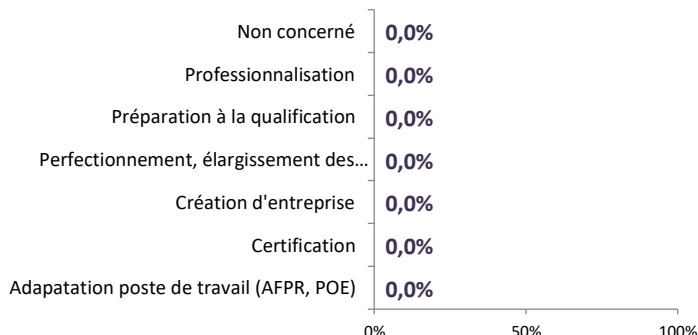 Non concerné 0,0%
Professionnalisation 0,0%
Préparation à la qualification 0,0%
Perfectionnement, élargissement des… 0,0%
Création d'entreprise 0,0%
Certification 0,0%
Adapatation poste de travail (AFPR, POE) 0,0%
0% 50% 100%